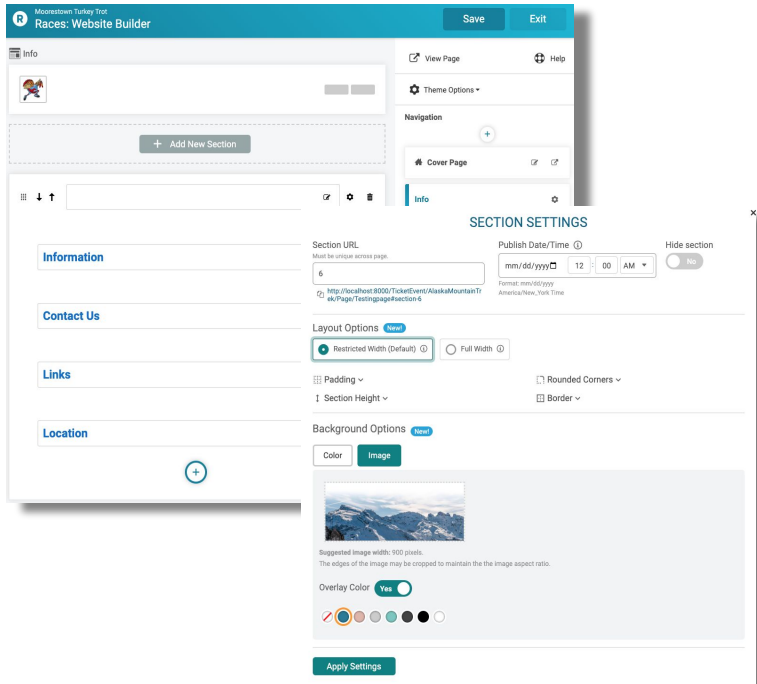 R
Moorestown Turkey Trot
Races: Website Builder
Save
Exit
Info
View Page
Help
Theme Options
Navigation
+
+ Add New Section
Cover Page
Info
Information
Contact Us
Links
Location
+
x
SECTION SETTINGS
Section URL
Must be unique across page.
6
http://localhost:8000/TicketEvent/AlaskaMountainTr
ek/Page/Testingpage#section-6
Publish Date/Time
mm/dd/yyyy
12 : 00 AM
Format: mm/dd/yyyy
America/New_York Time
Hide section
No
Layout Options New!
Restricted Width (Default)
Full Width
Padding
Rounded Corners
Section Height
Border
Background Options New!
Color
Image
Suggested image width: 900 pixels.
The edges of the image may be cropped to maintain the the image aspect ratio.
Overlay Color Yes
Apply Settings